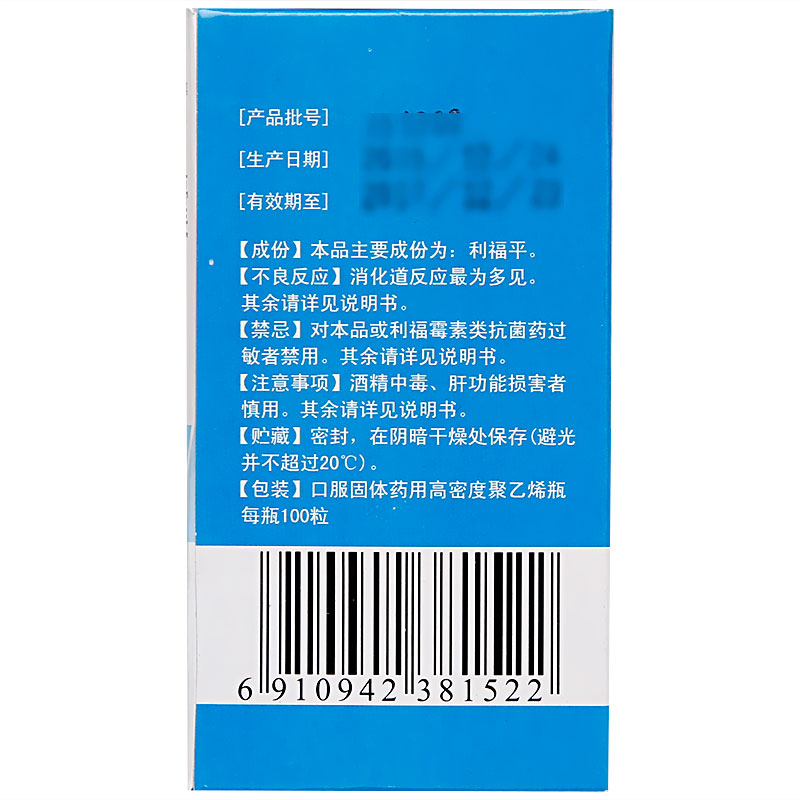 [产品批号]
[生产日期]
[有效期至]
【成份】本品主要成份为：利福平。
【不良反应】消化道反应最为多见。
其余请详见说明书。
【禁忌】对本品或利福霉素类抗菌药过
敏者禁用。其余请详见说明书。
【注意事项】酒精中毒、肝功能损害者
慎用。其余请详见说明书。
【贮藏】密封，在阴暗干燥处保存(避光
并不超过20℃)。
【包装】口服固体药用高密度聚乙烯瓶
每瓶100粒
6 910942 381522